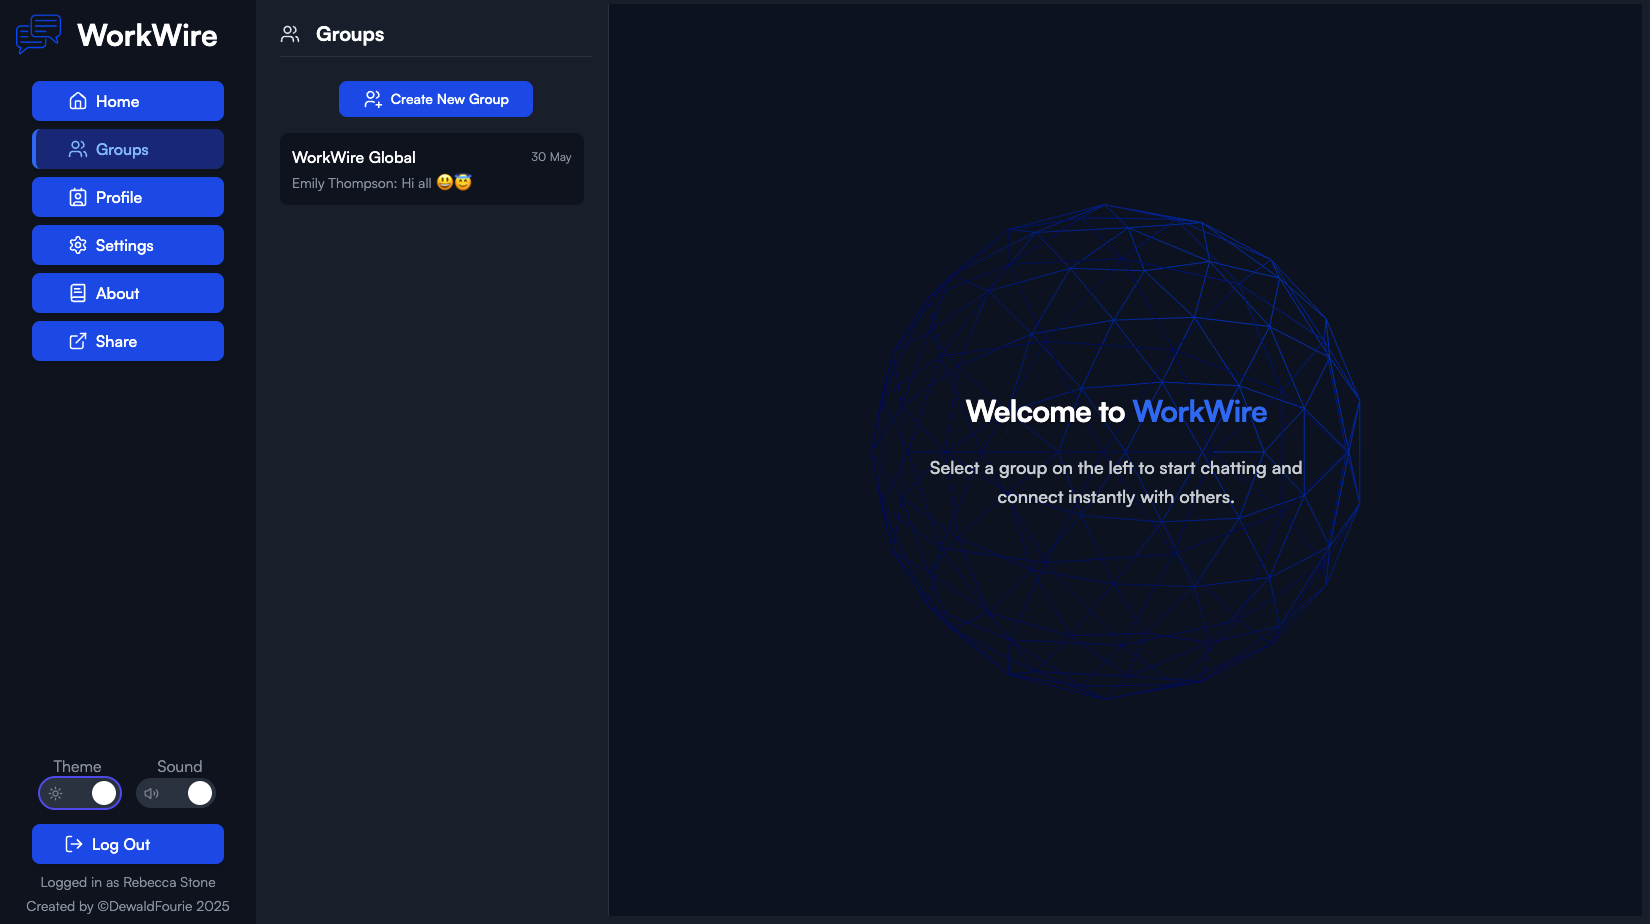 WorkWire
Home
Groups
Profile
Settings
About
Share
Theme
Sound
Log Out
Logged in as Rebecca Stone
Created by ©DewaldFourie 2025
Groups
Create New Group
WorkWire Global
30 May
Emily Thompson: Hi all 😃😇
Welcome to WorkWire
Select a group on the left to start chatting and
connect instantly with others.